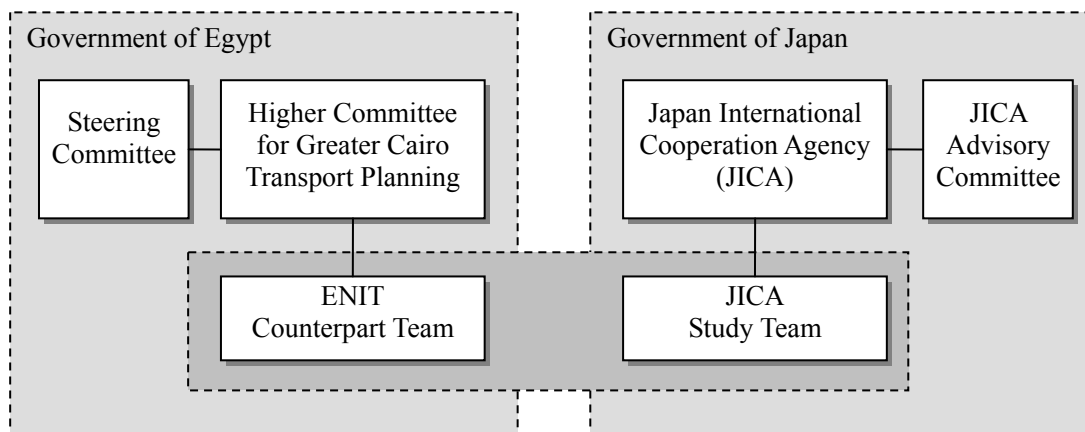 Government of Egypt
Steering
Committee
Higher Committee
for Greater Cairo
Transport Planning
ENIT
Counterpart Team
Government of Japan
Japan International
Cooperation Agency
(JICA)
JICA
Advisory
Committee
JICA
Study Team